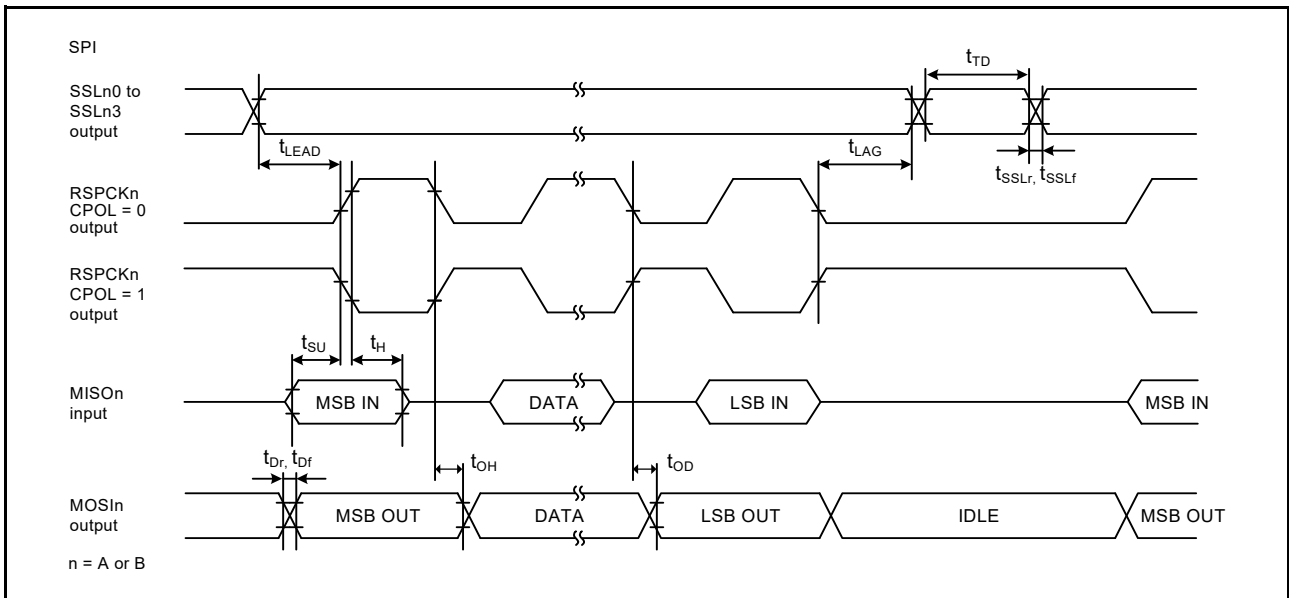 SPI
SSLn0 to
SSLn3
output
tTD
tLEAD
tLAG
tSSLr, tSSLf
RSPCKn
CPOL = 0
output
RSPCKn
CPOL = 1
output
tSU
tH
MISOn
input
MSB IN
DATA
LSB IN
MSB IN
tDr, tDf
tOH
tOD
MOSIn
output
MSB OUT
DATA
LSB OUT
IDLE
MSB OUT
n = A or B